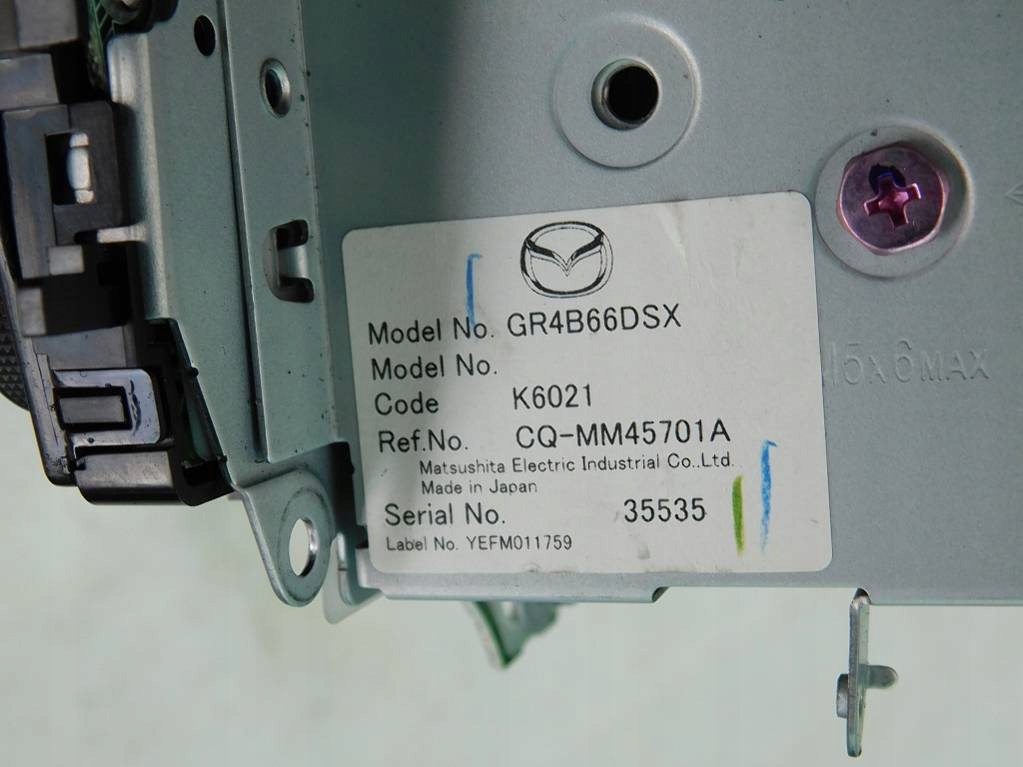 Model No. GR4B66DSX
Model No.
Code K6021
Ref.No. CQ-MM45701A
Matsushita Electric Industrial Co.,Ltd.
Made in Japan
Serial No. 35535
Label No. YEFM011759
M5x6MAX